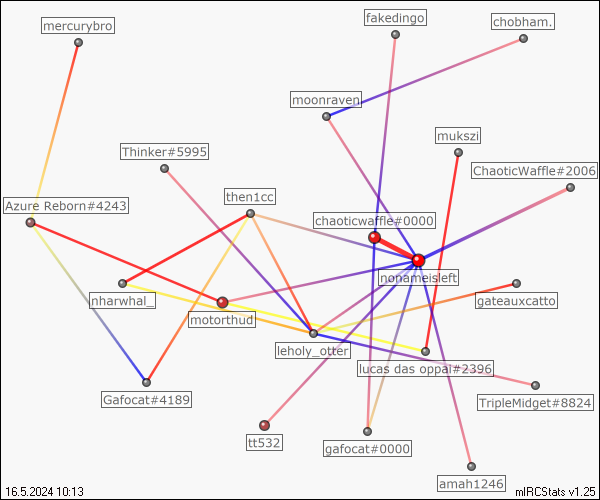 fakedingo
mercurybro
chobham.
moonraven
mukszi
Thinker#5995
ChaoticWaffle#2006
then1cc
Azure Reborn#4243
chaoticwaffle#0000
nonameisleft
nharwhal_
gateauxcatto
motorthud
leholy_otter
lucas das oppal#2396
Gafocat#4189
TripleMidget#8824
tt532
gafocat#0000
amah1246
16.5.2024 10:13
mIRCStats v1.25